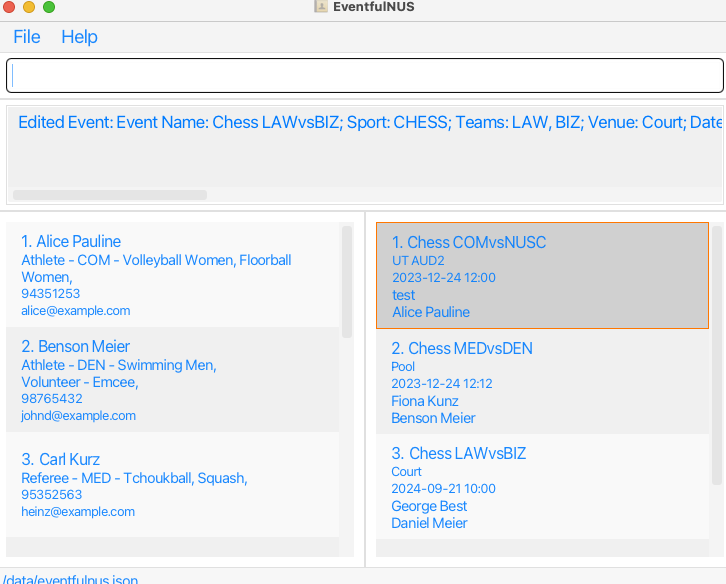 EventfulNUS
File Help
Edited Event: Event Name: Chess LAWvsBIZ; Sport: CHESS; Teams: LAW, BIZ; Venue: Court; Date
1. Alice Pauline
Athlete - COM - Volleyball Women, Floorball
Women,
94351253
alice@example.com
2. Benson Meier
Athlete - DEN - Swimming Men,
Volunteer - Emcee,
98765432
johnd@example.com
3. Carl Kurz
Referee - MED - Tchoukball, Squash,
95352563
heinz@example.com
1. Chess COMvsNUSC
UT AUD2
2023-12-24 12:00
test
Alice Pauline
2. Chess MEDvsDEN
Pool
2023-12-24 12:12
Fiona Kunz
Benson Meier
3. Chess LAWvsBIZ
Court
2024-09-21 10:00
George Best
Daniel Meier
/data/eventfulnus.json